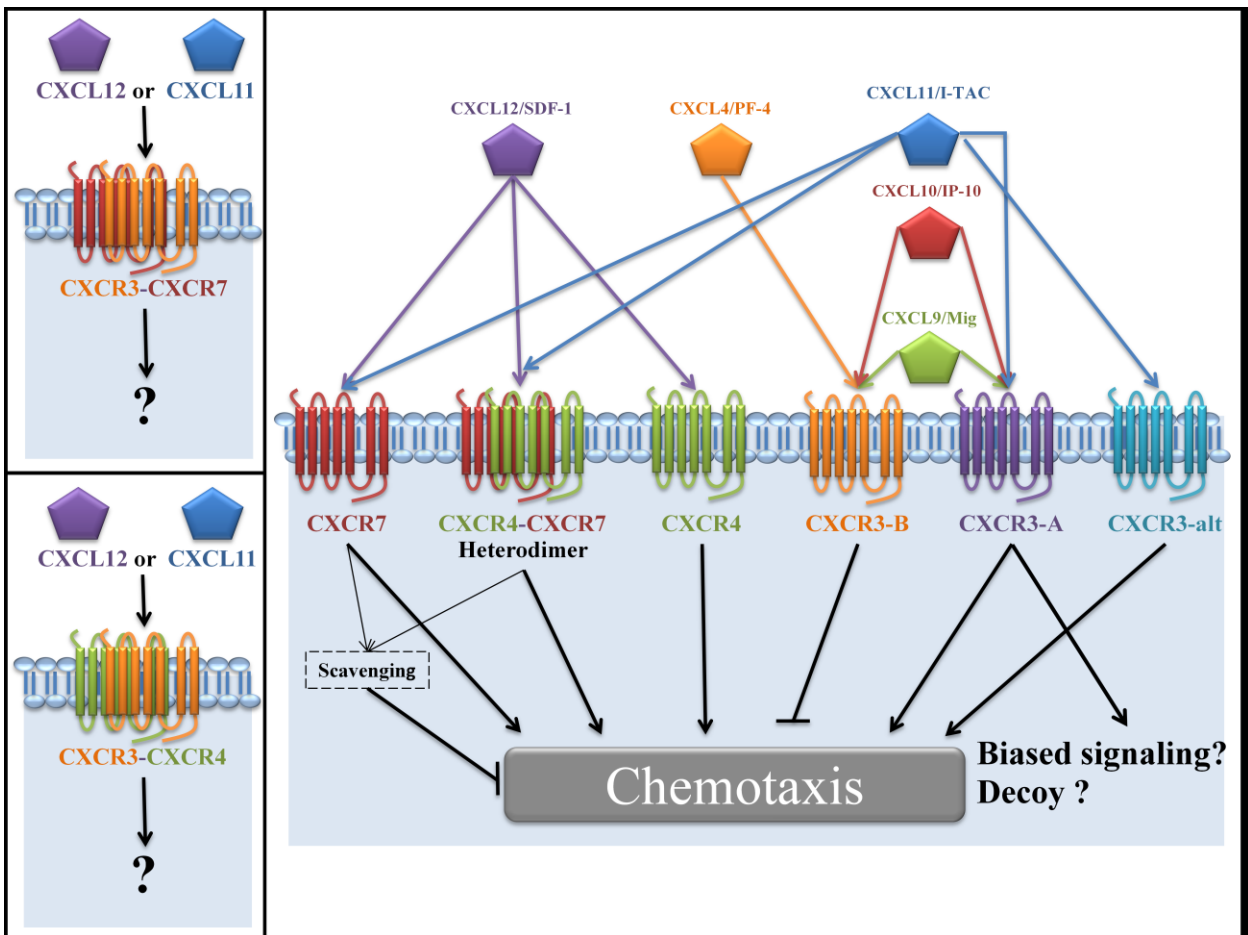 CXCL12 or CXCL11
CXCR3-CXCR7
?
CXCL12 or CXCL11
CXCR3-CXCR4
?
CXCL12/SDF-1
CXCL4/PF-4
CXCL11/I-TAC
CXCL10/IP-10
CXCL9/Mig
CXCR7
CXCR4-CXCR7
Heterodimer
CXCR4
CXCR3-B
CXCR3-A
CXCR3-alt
Scavenging
Chemotaxis
Biased signaling?
Decoy ?